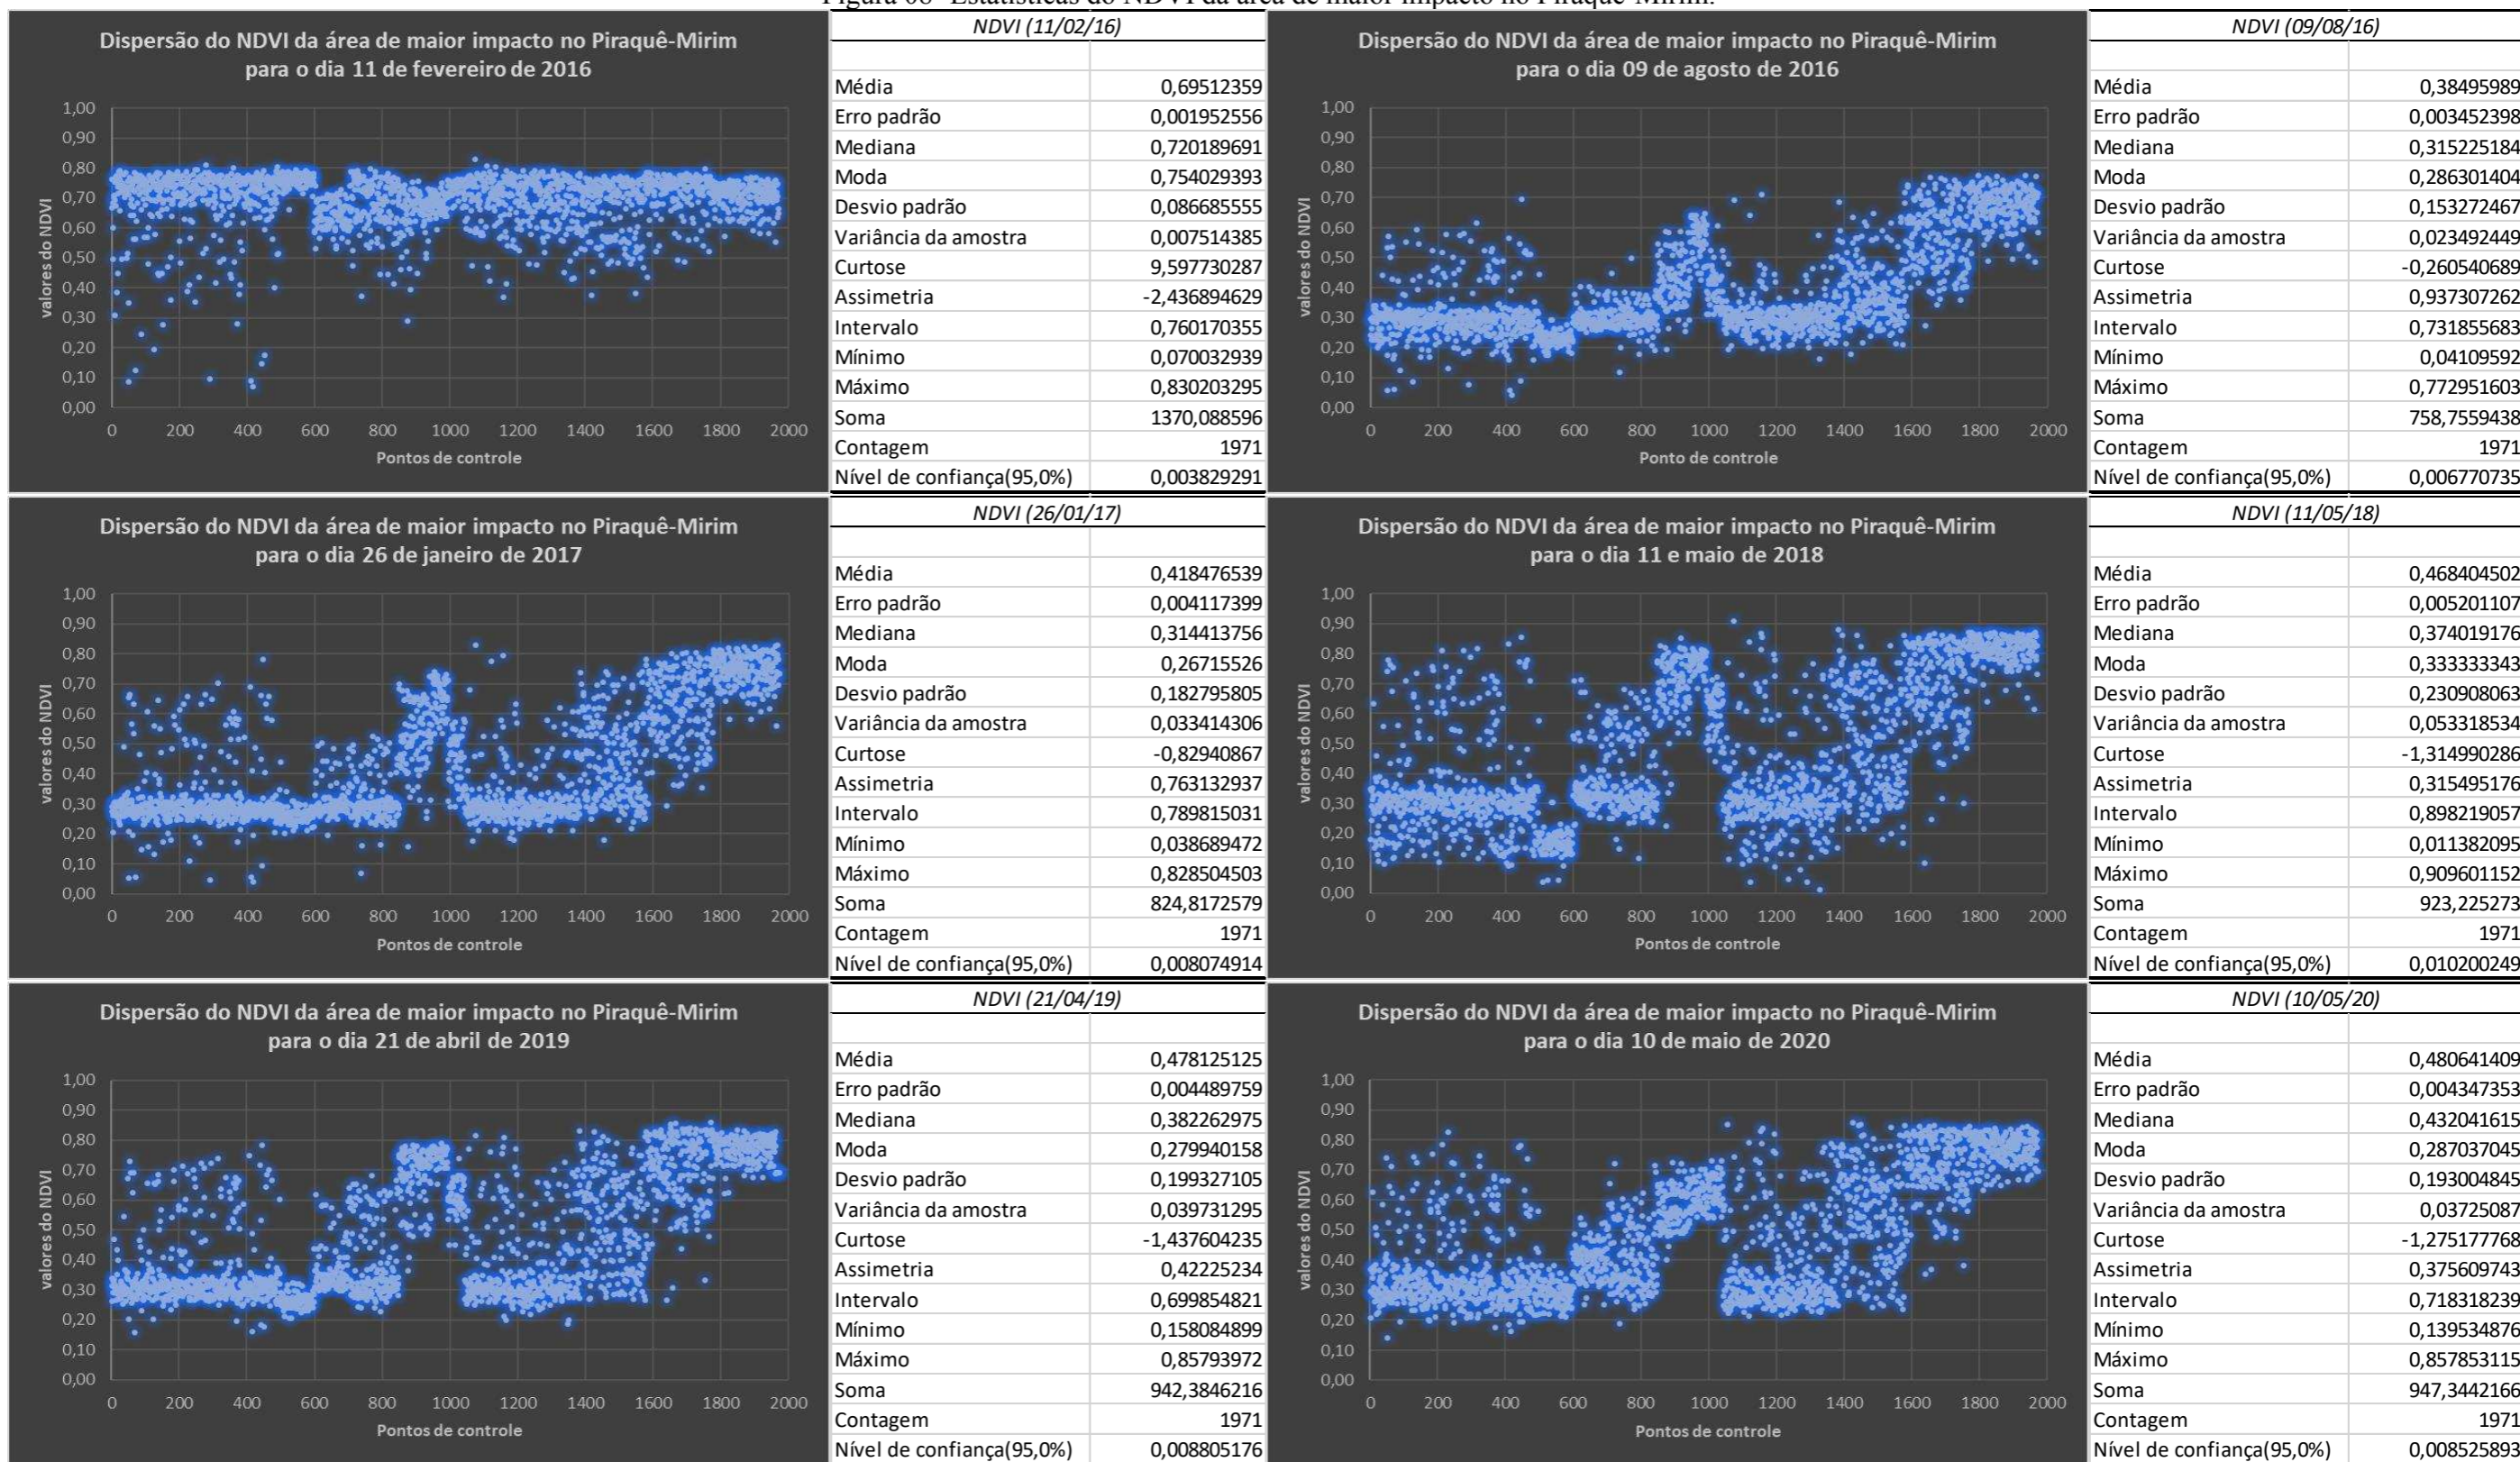 Figura 08- Estatísticas do NDVI da área de maior impacto no Piraquê-Mirim.
Dispersão do NDVI da área de maior impacto no Piraquê-Mirim
para o dia 11 de fevereiro de 2016
valores do NDVI
1,00
0,90
0,80
0,70
0,60
0,50
0,40
0,30
0,20
0,10
0,00
0 200 400 600 800 1000 1200 1400 1600 1800 2000
Pontos de controle
NDVI (11/02/16)
Média 0,69512359
Erro padrão 0,001952556
Mediana 0,720189691
Moda 0,754029393
Desvio padrão 0,086685555
Variância da amostra 0,007514385
Curtose 9,597730287
Assimetria -2,436894629
Intervalo 0,760170355
Mínimo 0,070032939
Máximo 0,830203295
Soma 1370,088596
Contagem 1971
Nível de confiança(95,0%) 0,003829291
Dispersão do NDVI da área de maior impacto no Piraquê-Mirim
para o dia 09 de agosto de 2016
valores do NDVI
1,00
0,90
0,80
0,70
0,60
0,50
0,40
0,30
0,20
0,10
0,00
0 200 400 600 800 1000 1200 1400 1600 1800 2000
Ponto de controle
NDVI (09/08/16)
Média 0,38495989
Erro padrão 0,003452398
Mediana 0,315225184
Moda 0,286301404
Desvio padrão 0,153272467
Variância da amostra 0,023492449
Curtose -0,260540689
Assimetria 0,937307262
Intervalo 0,731855683
Mínimo 0,04109592
Máximo 0,772951603
Soma 758,7559438
Contagem 1971
Nível de confiança(95,0%) 0,006770735
Dispersão do NDVI da área de maior impacto no Piraquê-Mirim
para o dia 26 de janeiro de 2017
valores do NDVI
1,00
0,90
0,80
0,70
0,60
0,50
0,40
0,30
0,20
0,10
0,00
0 200 400 600 800 1000 1200 1400 1600 1800 2000
Pontos de controle
NDVI (26/01/17)
Média 0,418476539
Erro padrão 0,004117399
Mediana 0,314413756
Moda 0,26715526
Desvio padrão 0,182795805
Variância da amostra 0,033414306
Curtose -0,82940867
Assimetria 0,763132937
Intervalo 0,789815031
Mínimo 0,038689472
Máximo 0,828504503
Soma 824,8172579
Contagem 1971
Nível de confiança(95,0%) 0,008074914
Dispersão do NDVI da área de maior impacto no Piraquê-Mirim
para o dia 11 e maio de 2018
valores do NDVI
1,00
0,90
0,80
0,70
0,60
0,50
0,40
0,30
0,20
0,10
0,00
0 200 400 600 800 1000 1200 1400 1600 1800 2000
Pontos de controle
NDVI (11/05/18)
Média 0,468404502
Erro padrão 0,005201107
Mediana 0,374019176
Moda 0,333333343
Desvio padrão 0,230908063
Variância da amostra 0,053318534
Curtose -1,314990286
Assimetria 0,315495176
Intervalo 0,898219057
Mínimo 0,011382095
Máximo 0,909601152
Soma 923,225273
Contagem 1971
Nível de confiança(95,0%) 0,010200249
Dispersão do NDVI da área de maior impacto no Piraquê-Mirim
para o dia 21 de abril de 2019
valores do NDVI
1,00
0,90
0,80
0,70
0,60
0,50
0,40
0,30
0,20
0,10
0,00
0 200 400 600 800 1000 1200 1400 1600 1800 2000
Pontos de controle
NDVI (21/04/19)
Média 0,478125125
Erro padrão 0,004489759
Mediana 0,382262975
Moda 0,279940158
Desvio padrão 0,199327105
Variância da amostra 0,039731295
Curtose -1,437604235
Assimetria 0,42225234
Intervalo 0,699854821
Mínimo 0,158084899
Máximo 0,85793972
Soma 942,3846216
Contagem 1971
Nível de confiança(95,0%) 0,008805176
Dispersão do NDVI da área de maior impacto no Piraquê-Mirim
para o dia 10 de maio de 2020
valores do NDVI
1,00
0,90
0,80
0,70
0,60
0,50
0,40
0,30
0,20
0,10
0,00
0 200 400 600 800 1000 1200 1400 1600 1800 2000
Pontos de controle
NDVI (10/05/20)
Média 0,480641409
Erro padrão 0,004347353
Mediana 0,432041615
Moda 0,287037045
Desvio padrão 0,193004845
Variância da amostra 0,03725087
Curtose -1,275177768
Assimetria 0,375609743
Intervalo 0,718318239
Mínimo 0,139534876
Máximo 0,857853115
Soma 947,3442166
Contagem 1971
Nível de confiança(95,0%) 0,008525893